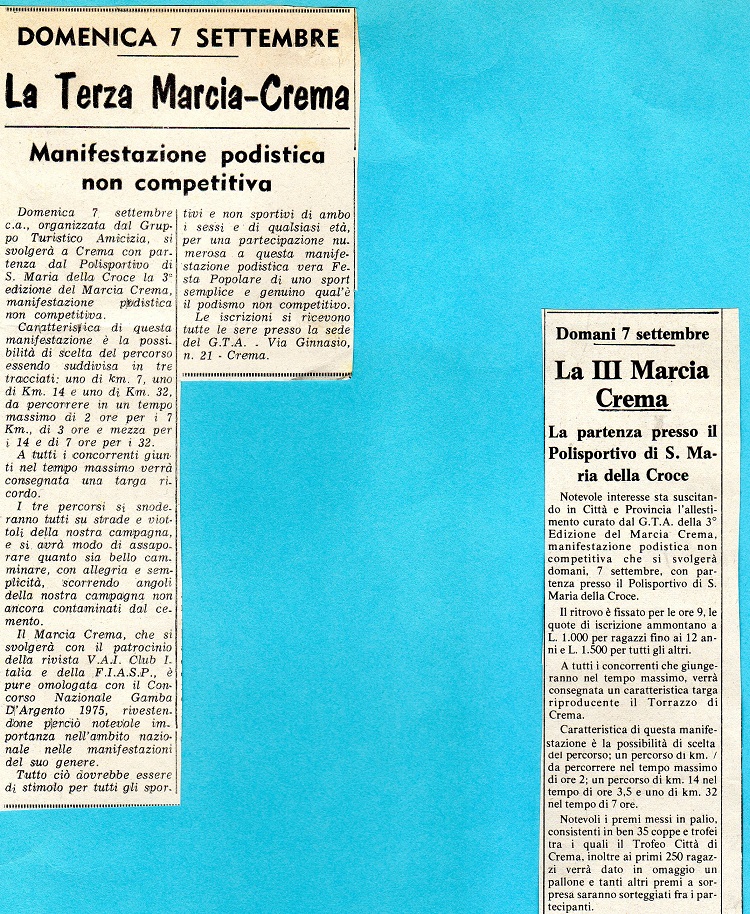 DOMENICA 7 SETTEMBRE
La Terza Marcia-Crema
Manifestazione podistica
non competitiva
Domenica 7 settembre
c.a., organizzata dal Grup-
po Turistico Amicizia, si
svolgerà a Crema con par-
tenza dal Polisportivo di
S. Maria della Croce la 3°
edizione del Marcia Crema,
manifestazione podistica
non competitiva.
Caratteristica di questa
manifestazione è la possi-
bilità di scelta del percorso
essendo suddivisa in tre
tracciati; uno di km. 7, uno
di Km. 14 e uno di Km. 32,
da percorrere in un tempo
massimo di 2 ore per i 7
Km., di 3 ore e mezza per
i 14 e di 7 ore per i 32.
A tutti i concorrenti giun-
ti nel tempo massimo verrà
consegnata una targa ri-
cordo.
I tre percorsi si snode-
ranno tutti su strade e viot-
toli della nostra campagna,
e si avrà modo di assapo-
rare quanto sia bello cam-
minare, con allegria e sem-
plicità, scorrendo angoli
della nostra campagna non
ancora contaminati dal ce-
mento.
Il Marcia Crema, che si
svolgerà con il patrocinio
della rivista V.A.I. Club I-
talia e della F.I.A.S.P., è
pure omologata con il Con-
corso Nazionale Gamba
D'Argento 1975, rivesten-
done perciò notevole im-
portanza nell'ambito nazio-
nale nelle manifestazioni
del suo genere.
Tutto ciò dovrebbe essere
di stimolo per tutti gli spor-
tivi e non sportivi di ambo
i sessi e di qualsiasi età,
per una partecipazione nu-
merosa a questa manife-
stazione podistica vera Fe-
sta Popolare di uno sport
semplice e genuino qual'è
il podismo non competitivo.
Le iscrizioni si ricevono
tutte le sere presso la sede
del G.T.A. - Via Ginnasio,
n. 21 - Crema.
Domani 7 settembre
La III Marcia
Crema
La partenza presso il
Polisportivo di S. Ma-
ria della Croce
Notevole interesse sta suscitan-
do in Città e Provincia l'allesti-
mento curato dal G.T.A. della 3°
Edizione del Marcia Crema,
manifestazione podistica non
competitiva che si svolgerà
domani, 7 settembre, con par-
tenza presso il Polisportivo di S.
Maria della Croce.
Il ritrovo è fissato per le ore 9, le
quote di iscrizione ammontano a
L. 1.000 per ragazzi fino ai 12 an-
ni e L. 1.500 per tutti gli altri.
A tutti i concorrenti che giunge-
ranno nel tempo massimo, verrà
consegnata un caratteristica targa
riproducente il Torrazzo di
Crema.
Caratteristica di questa manife-
stazione è la possibilità di scelta
del percorso; un percorso di km. 7
da percorrere nel tempo massimo
di ore 2; un percorso di km. 14 nel
tempo di ore 3,5 e uno di km. 32
nel tempo di 7 ore.
Notevoli i premi messi in palio,
consistenti in ben 35 coppe e trofei
tra i quali il Trofeo Città di
Crema, inoltre ai primi 250 ragaz-
zi verrà dato in omaggio un
pallone e tanti altri premi a sor-
presa saranno sorteggiati fra i par-
tecipanti.